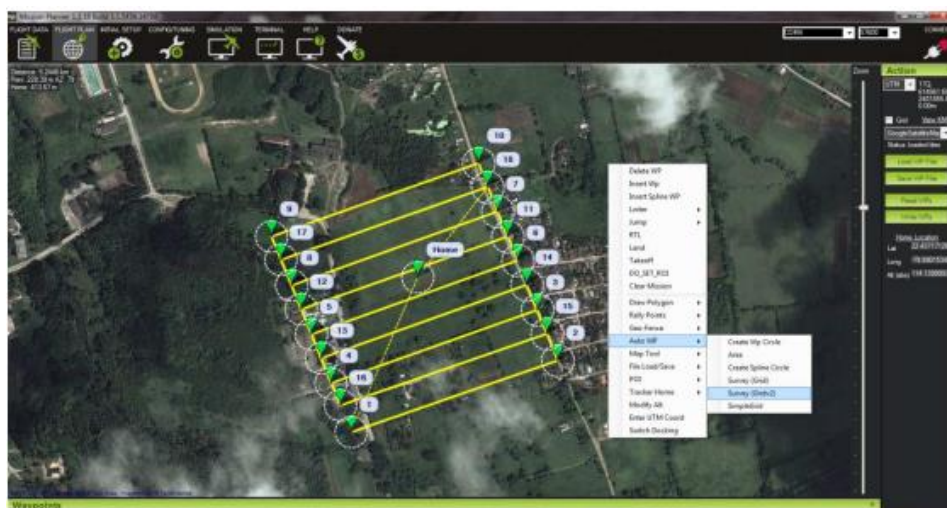 FLIGHT DATA FLIGHT PLAN INITIAL SETUP CONFIG/TUNING SIMULATION TERMINAL HELP DONATE
Action
Zoom
UTM
Grid
Status: loaded tiles
Load WP File
Save WP File
Read WPs
Write WPs
Home Location
Lat
Long
10
18
7
11
6
14
3
15
2
9
17
8
12
5
13
4
16
1
Home
Delete WP
Insert Wp
Insert Spline WP
Loiter
Jump
RTL
Land
Takeoff
DO_SET_ROI
Clear Mission
Draw Polygon
Rally Points
Geo-Fence
Auto WP
Map Tool
File Load/Save
POI
Tracker Home
Modify Alt
Enter UTM Coord
Switch Docking
Create Wp Circle
Area
Create Spline Circle
Survey (Grid)
Survey (Gridv2)
SimpleGrid
Waypoints